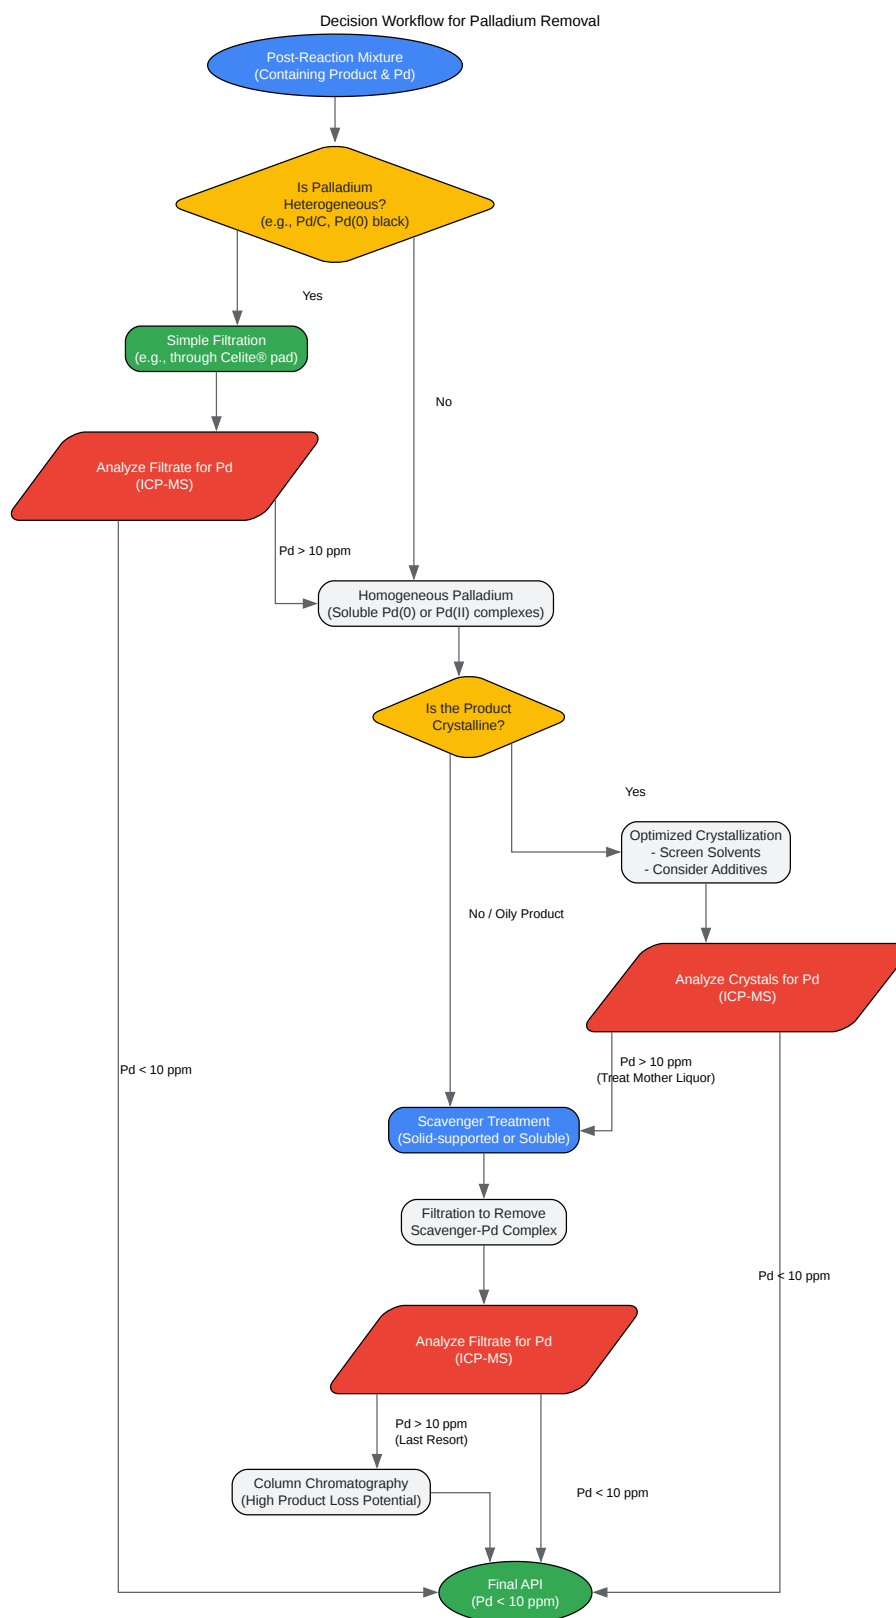 Decision Workflow for Palladium Removal
Post-Reaction Mixture
(Containing Product & Pd)
Is Palladium
Heterogeneous?
(e.g., Pd/C, Pd(0) black)
Yes
Simple Filtration
(e.g., through Celite® pad)
No
Analyze Filtrate for Pd
(ICP-MS)
Pd > 10 ppm
Homogeneous Palladium
(Soluble Pd(0) or Pd(II) complexes)
Is the Product
Crystalline?
Yes
Optimized Crystallization
- Screen Solvents
- Consider Additives
No / Oily Product
Analyze Crystals for Pd
(ICP-MS)
Pd < 10 ppm
Pd > 10 ppm
(Treat Mother Liquor)
Scavenger Treatment
(Solid-supported or Soluble)
Filtration to Remove
Scavenger-Pd Complex
Pd < 10 ppm
Analyze Filtrate for Pd
(ICP-MS)
Pd > 10 ppm
(Last Resort)
Column Chromatography
(High Product Loss Potential)
Pd < 10 ppm
Final API
(Pd < 10 ppm)